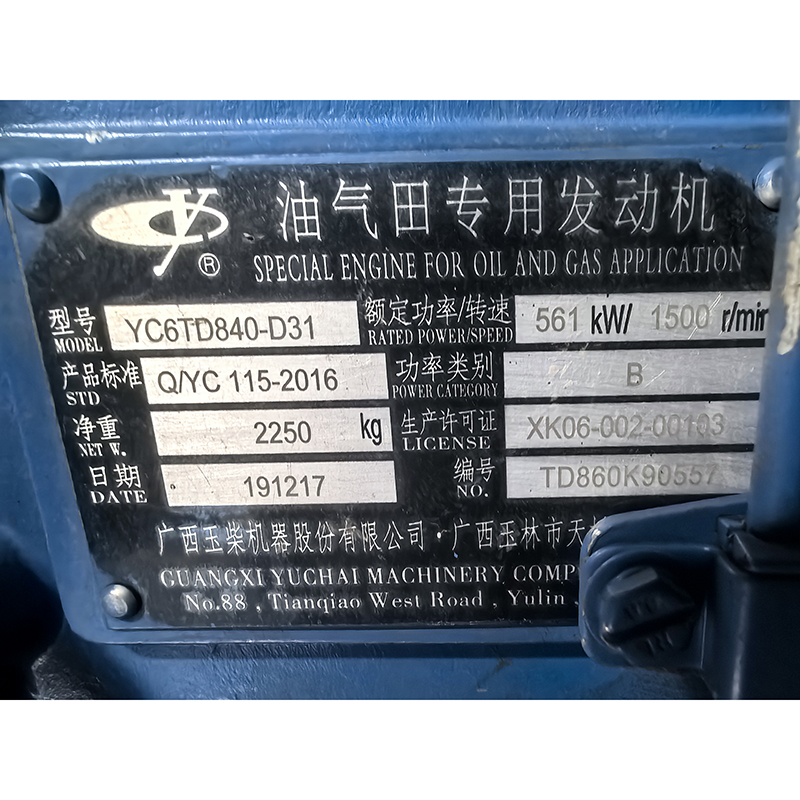 油气田专用发动机
®
SPECIAL ENGINE FOR OIL AND GAS APPLICATION
型号 YC6TD840-D31 额定功率/转速 561 kW/ 1500 r/min
MODEL RATED POWER/SPEED
产品标准 Q/YC 115-2016 功率类别 B
STD POWER CATEGORY
净重 2250 kg 生产许可证 XK06-002-00103
NET W. LICENSE
日期 191217 编号 TD860K90557
DATE NO.
广西玉柴机器股份有限公司·广西玉林市天
GUANGXI YUCHAI MACHINERY COMP
No.88 , Tianqiao West Road , Yulin ,